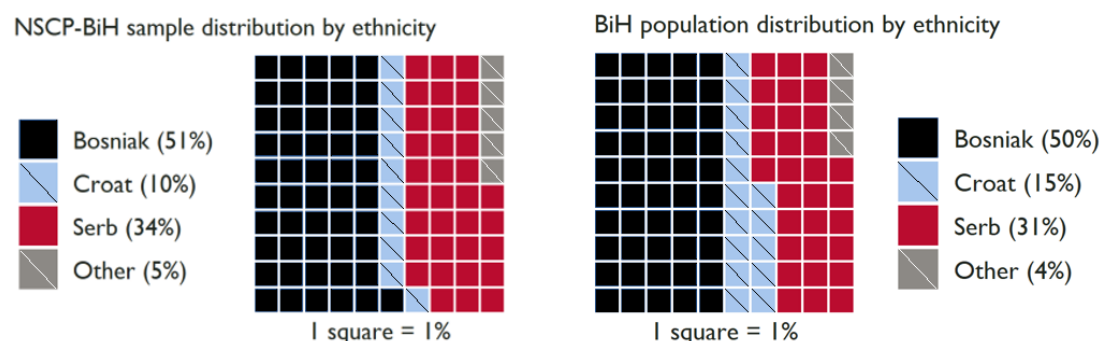 NSCP-BiH sample distribution by ethnicity
Bosniak (51%)
Croat (10%)
Serb (34%)
Other (5%)
1 square = 1%
BiH population distribution by ethnicity
Bosniak (50%)
Croat (15%)
Serb (31%)
Other (4%)
1 square = 1%